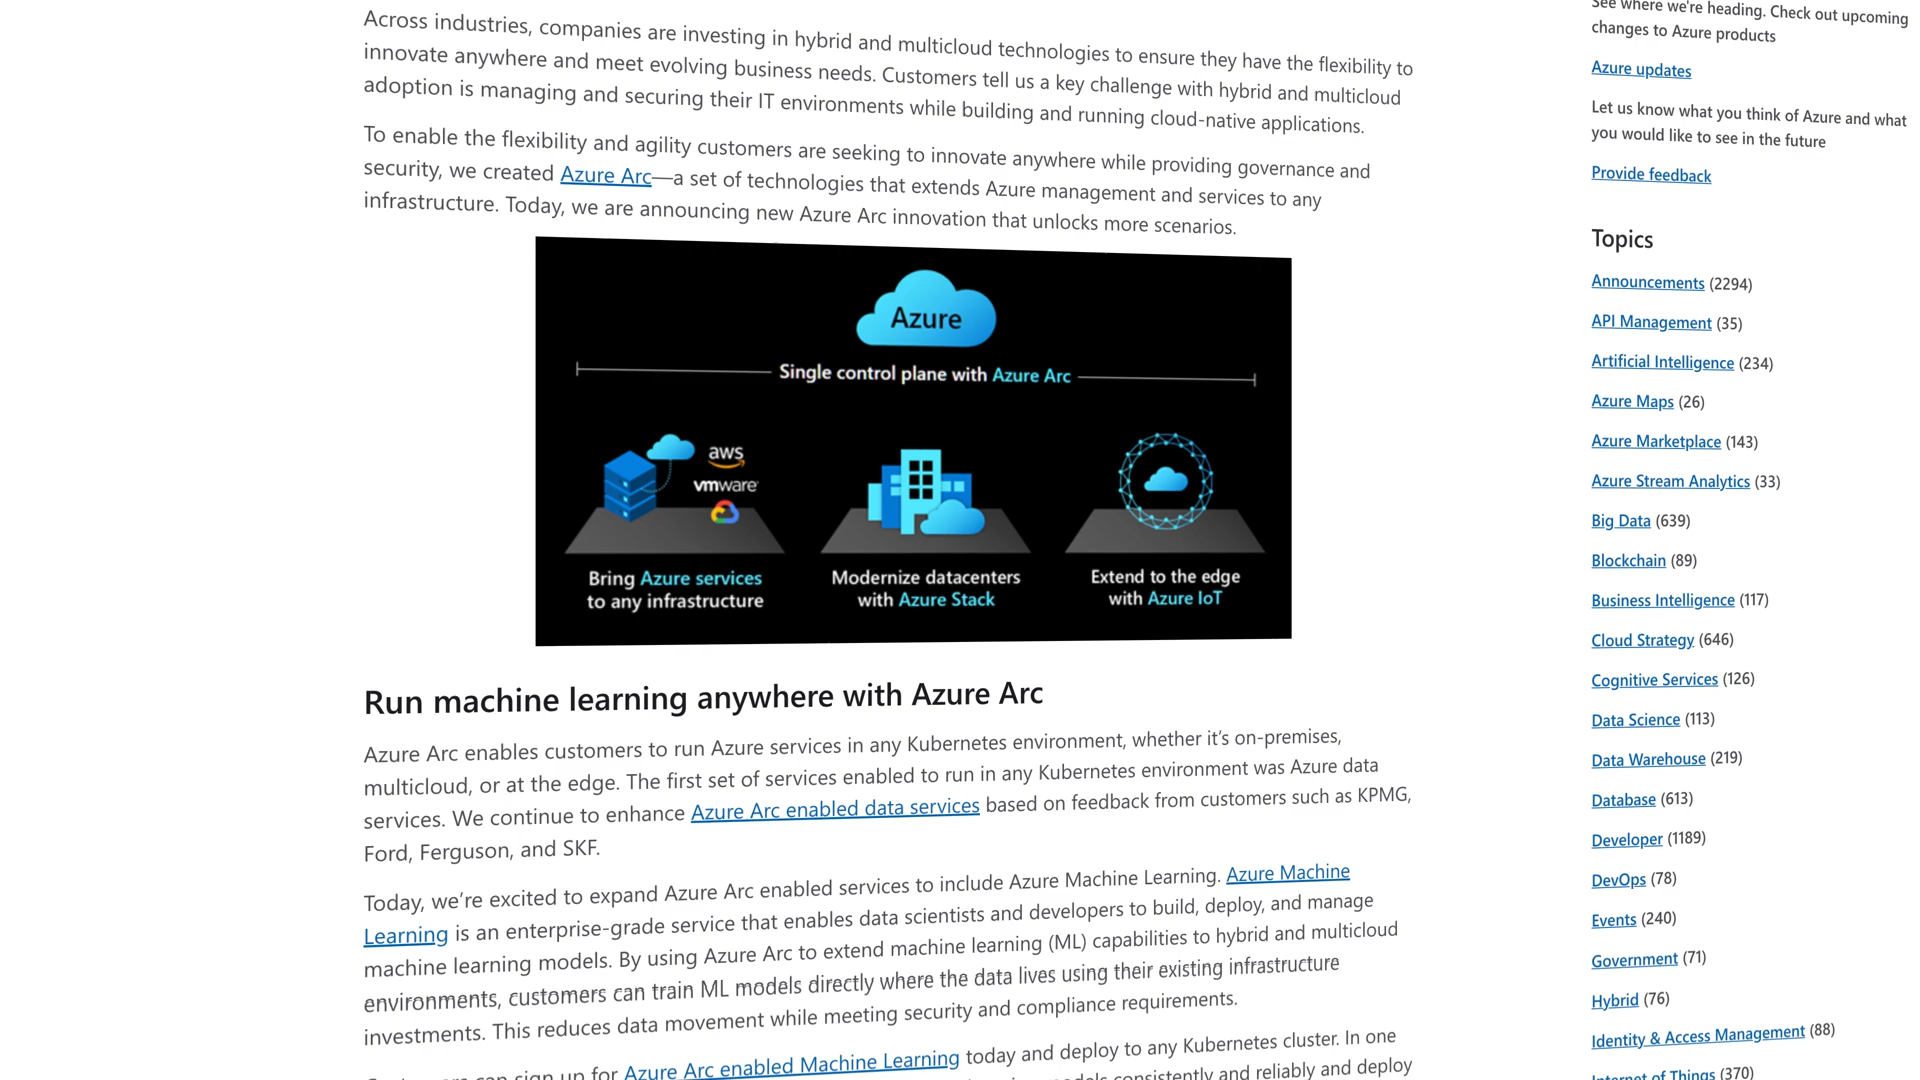 Across industries, companies are investing in hybrid and multicloud technologies to ensure they have the flexibility to
innovate anywhere and meet evolving business needs. Customers tell us a key challenge with hybrid and multicloud
adoption is managing and securing their IT environments while building and running cloud-native applications.
To enable the flexibility and agility customers are seeking to innovate anywhere while providing governance and
security, we created Azure Arc—a set of technologies that extends Azure management and services to any
infrastructure. Today, we are announcing new Azure Arc innovation that unlocks more scenarios.
Azure
Single control plane with Azure Arc
aws
vmware
Bring Azure services
to any infrastructure
Modernize datacenters
with Azure Stack
Extend to the edge
with Azure IoT
Run machine learning anywhere with Azure Arc
Azure Arc enables customers to run Azure services in any Kubernetes environment, whether it’s on-premises,
multicloud, or at the edge. The first set of services enabled to run in any Kubernetes environment was Azure data
services. We continue to enhance Azure Arc enabled data services based on feedback from customers such as KPMG,
Ford, Ferguson, and SKF.
Today, we’re excited to expand Azure Arc enabled services to include Azure Machine Learning. Azure Machine
Learning is an enterprise-grade service that enables data scientists and developers to build, deploy, and manage
machine learning models. By using Azure Arc to extend machine learning (ML) capabilities to hybrid and multicloud
environments, customers can train ML models directly where the data lives using their existing infrastructure
investments. This reduces data movement while meeting security and compliance requirements.
can sign up for Azure Arc enabled Machine Learning today and deploy to any Kubernetes cluster. In one
models consistently and reliably and deploy
See where we're heading. Check out upcoming
changes to Azure products
Azure updates
Let us know what you think of Azure and what
you would like to see in the future
Provide feedback
Topics
Announcements (2294)
API Management (35)
Artificial Intelligence (234)
Azure Maps (26)
Azure Marketplace (143)
Azure Stream Analytics (33)
Big Data (639)
Blockchain (89)
Business Intelligence (117)
Cloud Strategy (646)
Cognitive Services (126)
Data Science (113)
Data Warehouse (219)
Database (613)
Developer (1189)
DevOps (78)
Events (240)
Government (71)
Hybrid (76)
Identity & Access Management (88)
Internet of Things (370)